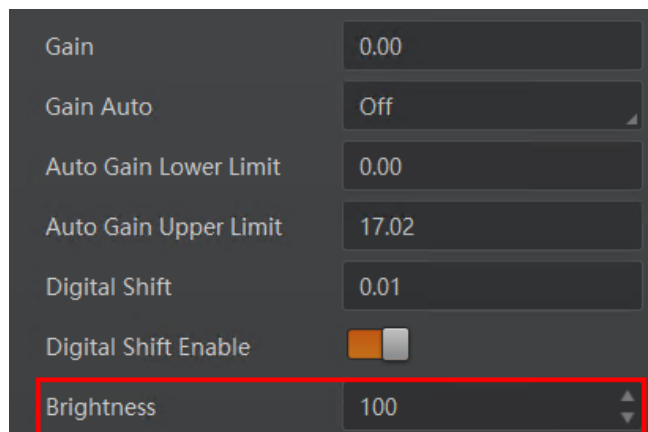 Gain 0.00
Gain Auto Off
Auto Gain Lower Limit 0.00
Auto Gain Upper Limit 17.02
Digital Shift 0.01
Digital Shift Enable
Brightness 100